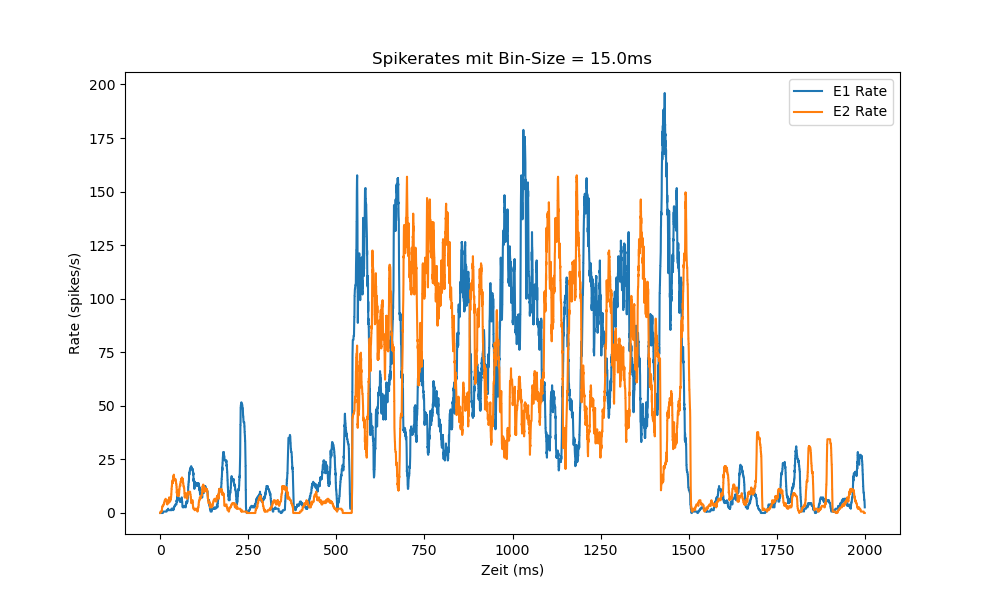 Spikerates mit Bin-Size = 15.0ms
E1 Rate
E2 Rate
Rate (spikes/s)
200
175
150
125
100
75
50
25
0
0 250 500 750 1000 1250 1500 1750 2000
Zeit (ms)